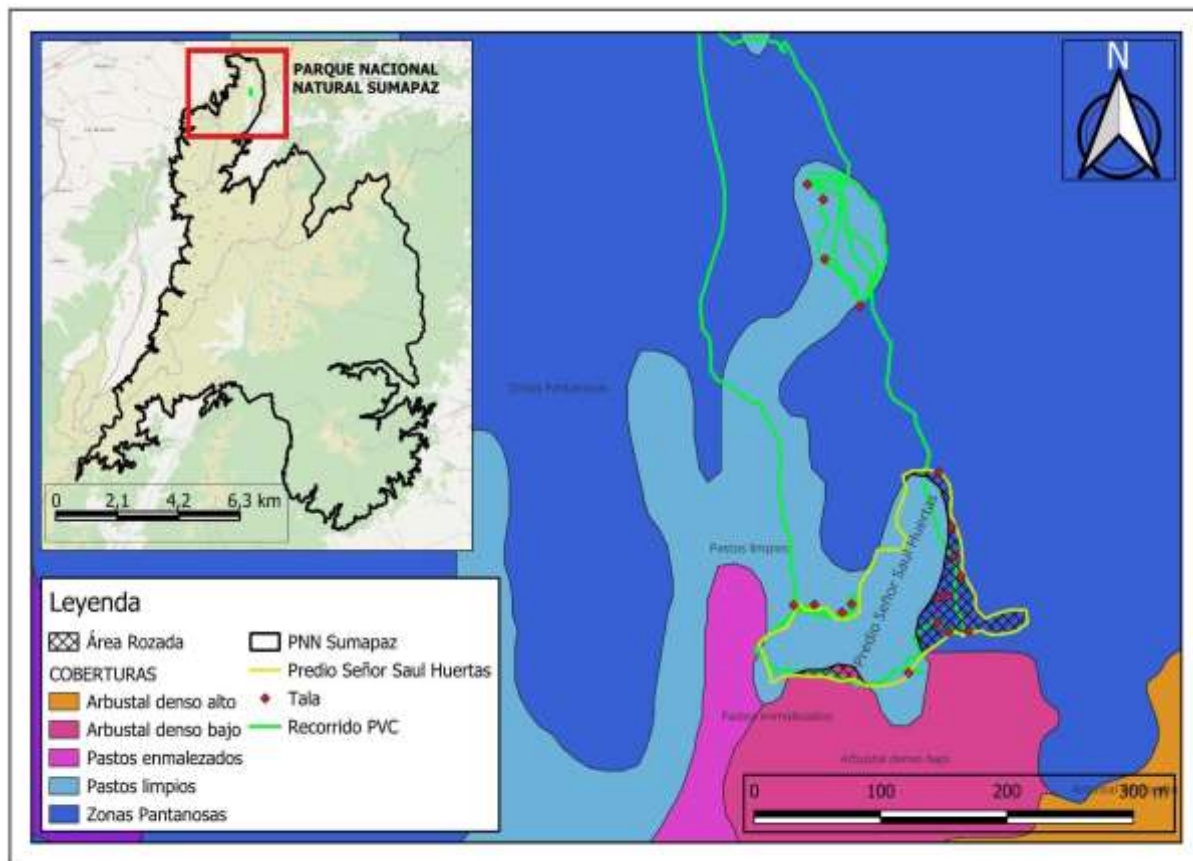 PARQUE NACIONAL
NATURAL SUMAPAZ
N
0 2,1 4,2 6,3 km
Zonas Pantanosas
Pastos limpios
Predio Señor Saul Huertas
Pastos enmalezados
Arbustal denso bajo
0 100 200 300 m
Leyenda
Área Rozada
COBERTURAS
Arbustal denso alto
Arbustal denso bajo
Pastos enmalezados
Pastos limpios
Zonas Pantanosas
PNN Sumapaz
Predio Señor Saul Huertas
Tala
Recorrido PVC